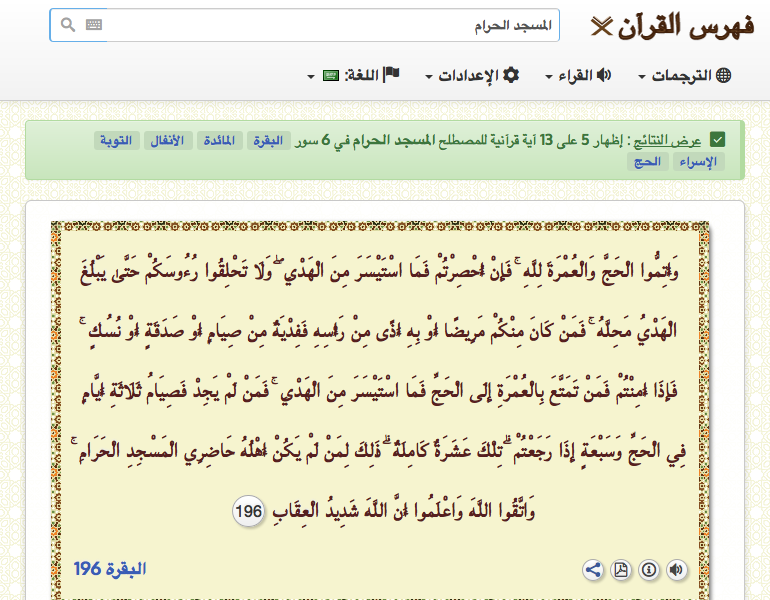 فهرس القرآن
المسجد الحرام
الترجمات
القراء
الإعدادات
اللغة:
عرض النتائج : إظهار 5 على 13 آية قرآنية للمصطلح المسجد الحرام في 6 سور البقرة المائدة الأنفال التوبة
الإسراء الحج
وَأَتِمُّوا الْحَجَّ وَالْعُمْرَةَ لِلَّهِ ۚ فَإِنْ أُحْصِرْتُمْ فَمَا اسْتَيْسَرَ مِنَ الْهَدْيِ ۖ وَلَا تَحْلِقُوا رُءُوسَكُمْ حَتَّىٰ يَبْلُغَ
الْهَدْيُ مَحِلَّهُ ۚ فَمَنْ كَانَ مِنْكُمْ مَرِيضًا أَوْ بِهِ أَذًى مِنْ رَأْسِهِ فَفِدْيَةٌ مِنْ صِيَامٍ أَوْ صَدَقَةٍ أَوْ نُسُكٍ ۚ
فَإِذَا أَمِنْتُمْ فَمَنْ تَمَتَّعَ بِالْعُمْرَةِ إِلَى الْحَجِّ فَمَا اسْتَيْسَرَ مِنَ الْهَدْيِ ۚ فَمَنْ لَمْ يَجِدْ فَصِيَامُ ثَلَاثَةِ أَيَّامٍ
فِي الْحَجِّ وَسَبْعَةٍ إِذَا رَجَعْتُمْ ۗ تِلْكَ عَشَرَةٌ كَامِلَةٌ ۗ ذَٰلِكَ لِمَنْ لَمْ يَكُنْ أَهْلُهُ حَاضِرِي الْمَسْجِدِ الْحَرَامِ ۚ
وَاتَّقُوا اللَّهَ وَاعْلَمُوا أَنَّ اللَّهَ شَدِيدُ الْعِقَابِ 196
البقرة 196